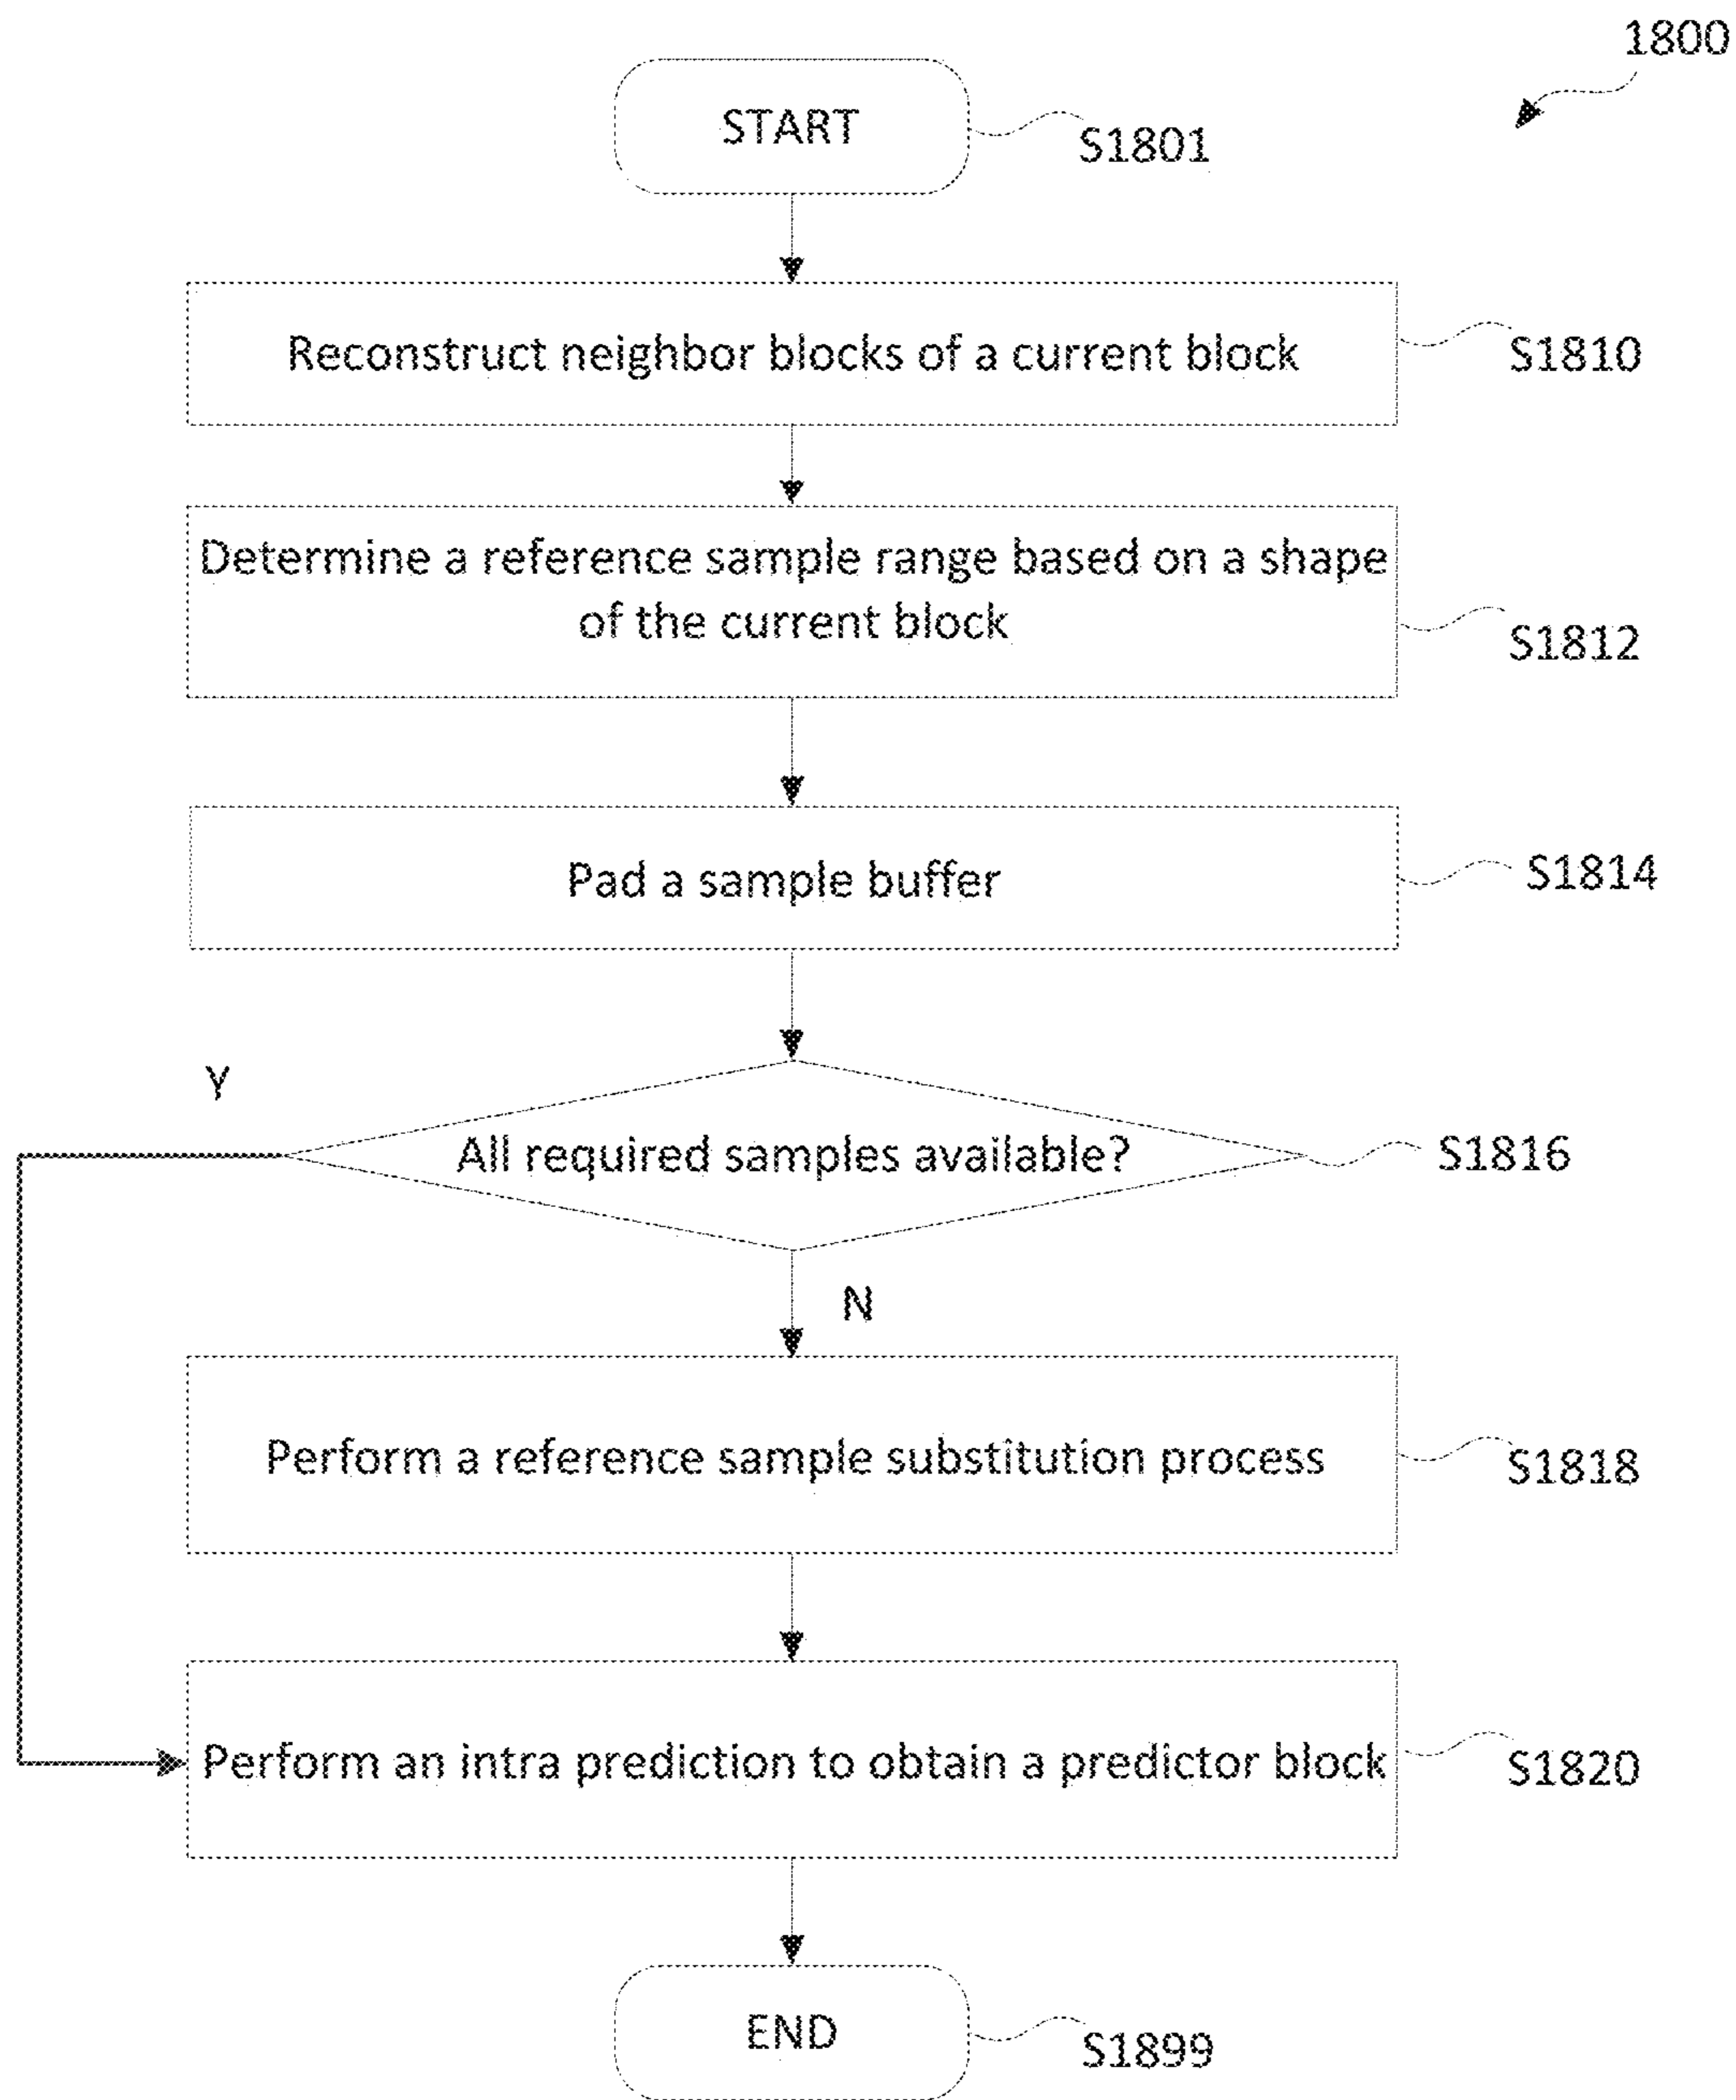 1800
START
S1801
Reconstruct neighbor blocks of a current block
S1810
Determine a reference sample range based on a shape
of the current block
S1812
Pad a sample buffer
S1814
Y
All required samples available?
S1816
N
Perform a reference sample substitution process
S1818
Perform an intra prediction to obtain a predictor block
S1820
END
S1899